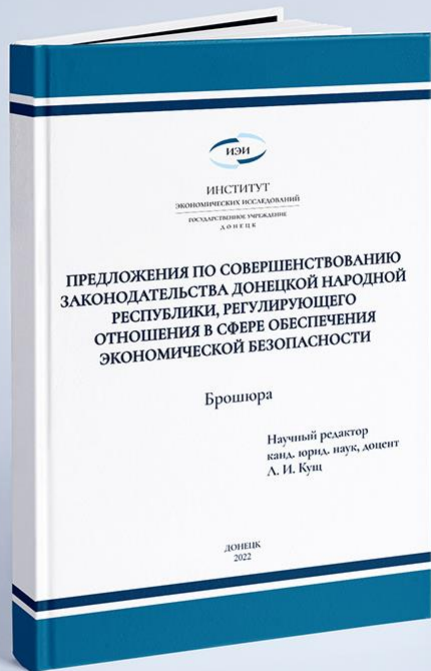 ИЭИ
ИНСТИТУТ
ЭКОНОМИЧЕСКИХ ИССЛЕДОВАНИЙ
ГОСУДАРСТВЕННОЕ УЧРЕЖДЕНИЕ
ДОНЕЦК
ПРЕДЛОЖЕНИЯ ПО СОВЕРШЕНСТВОВАНИЮ
ЗАКОНОДАТЕЛЬСТВА ДОНЕЦКОЙ НАРОДНОЙ
РЕСПУБЛИКИ, РЕГУЛИРУЮЩЕГО
ОТНОШЕНИЯ В СФЕРЕ ОБЕСПЕЧЕНИЯ
ЭКОНОМИЧЕСКОЙ БЕЗОПАСНОСТИ
Брошюра
Научный редактор
канд. юрид. наук, доцент
Л. И. Кущ
ДОНЕЦК
2022